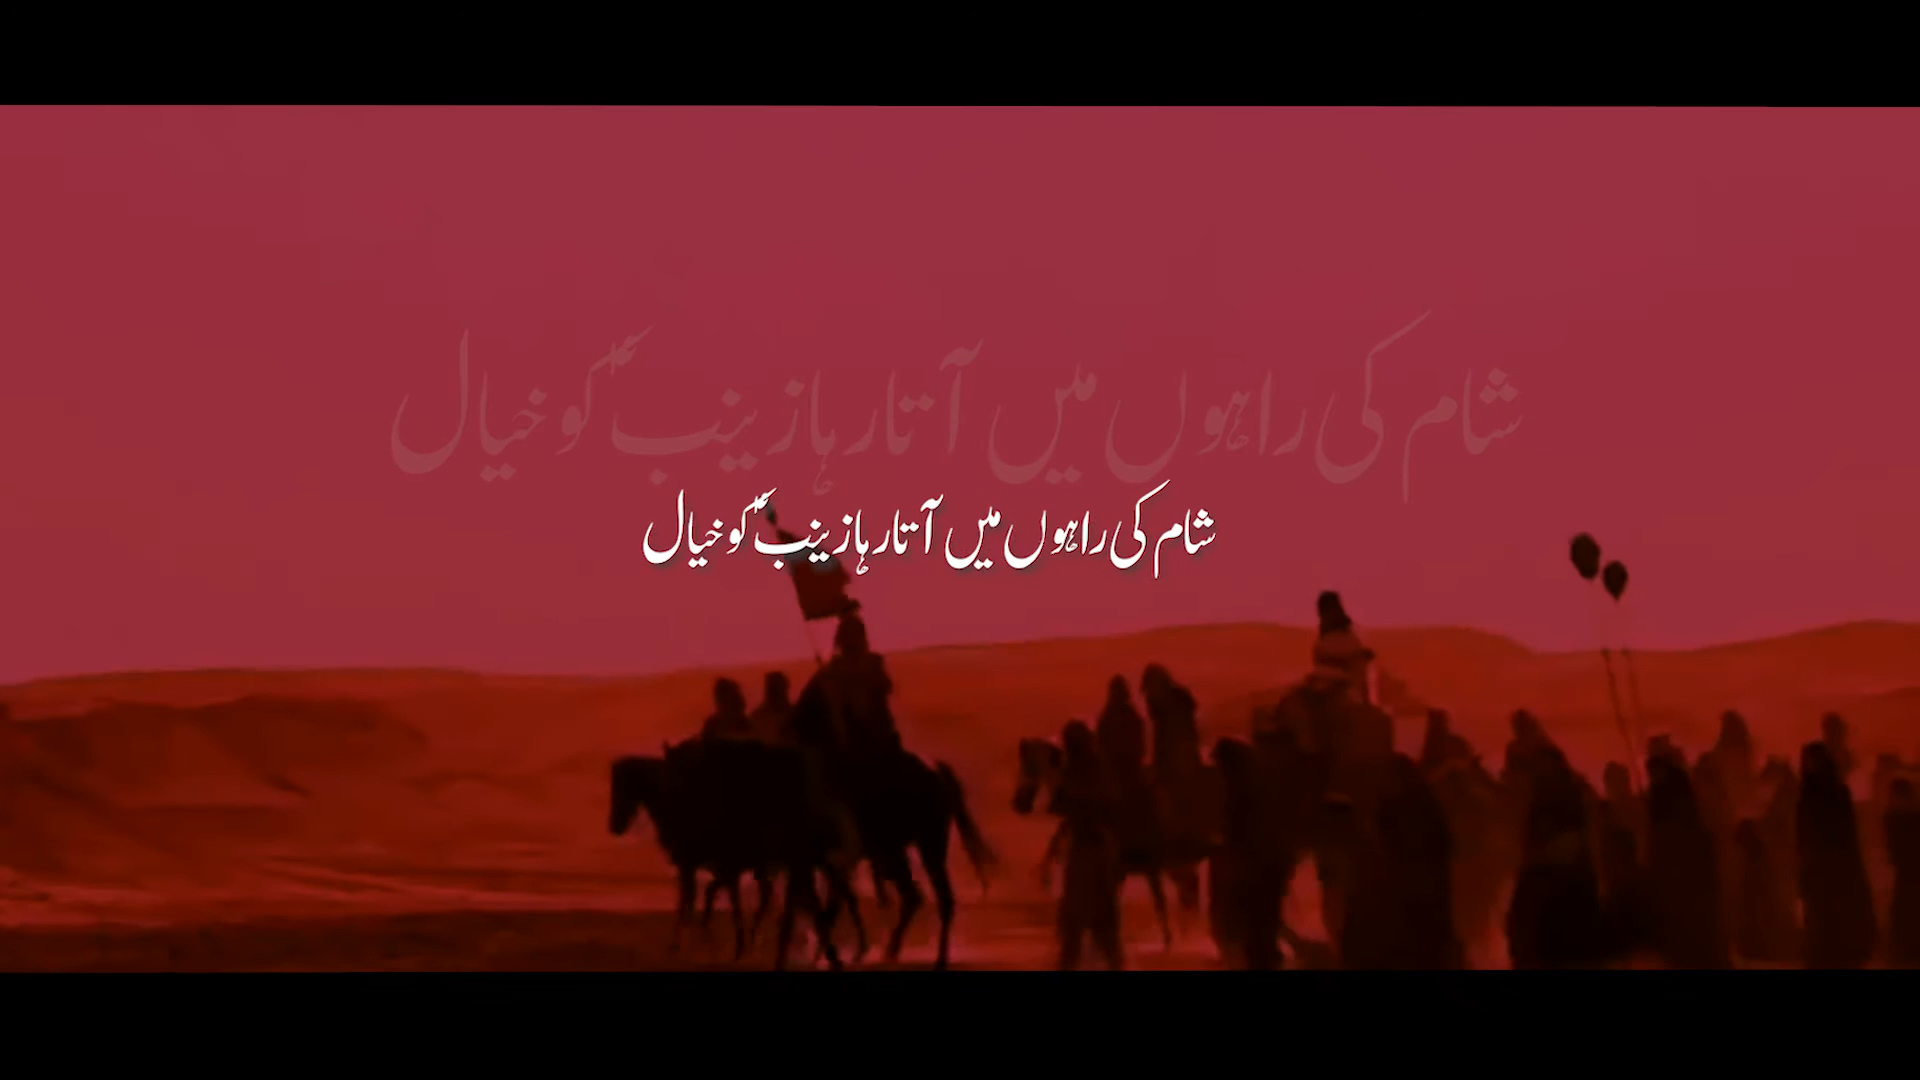 شام کی راہوں میں آتا رہا زینبؑ کو خیال
شام کی راہوں میں آتا رہا زینبؑ کو خیال